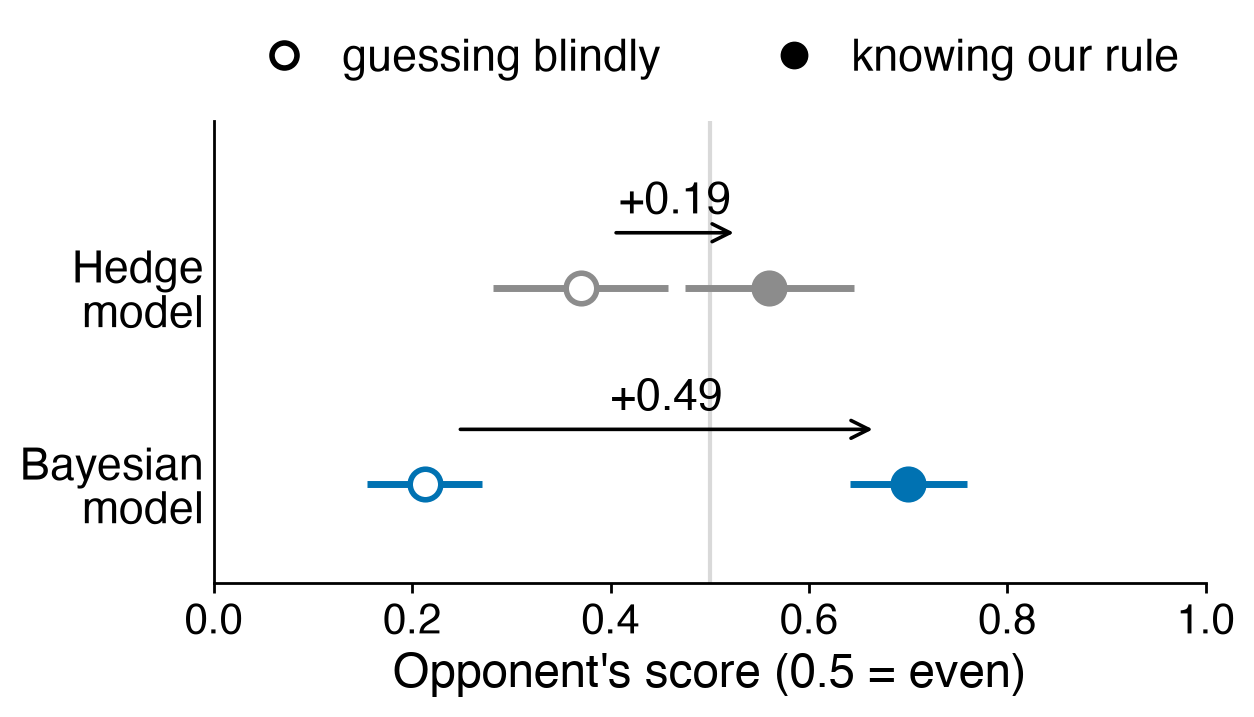 guessing blindly
knowing our rule
+0.19
Hedge
model
+0.49
Bayesian
model
0.0 0.2 0.4 0.6 0.8 1.0
Opponent's score (0.5 = even)